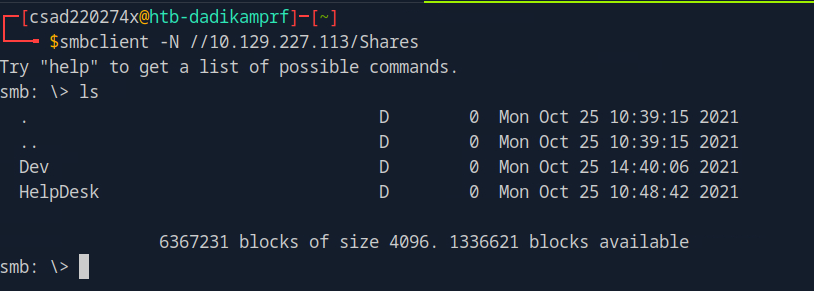 [csad220274x@htb-dadikamprf]─[~]
$smbclient -N //10.129.227.113/Shares
Try "help" to get a list of possible commands.
smb: \> ls
. D 0 Mon Oct 25 10:39:15 2021
.. D 0 Mon Oct 25 10:39:15 2021
Dev D 0 Mon Oct 25 14:40:06 2021
HelpDesk D 0 Mon Oct 25 10:48:42 2021
6367231 blocks of size 4096. 1336621 blocks available
smb: \>